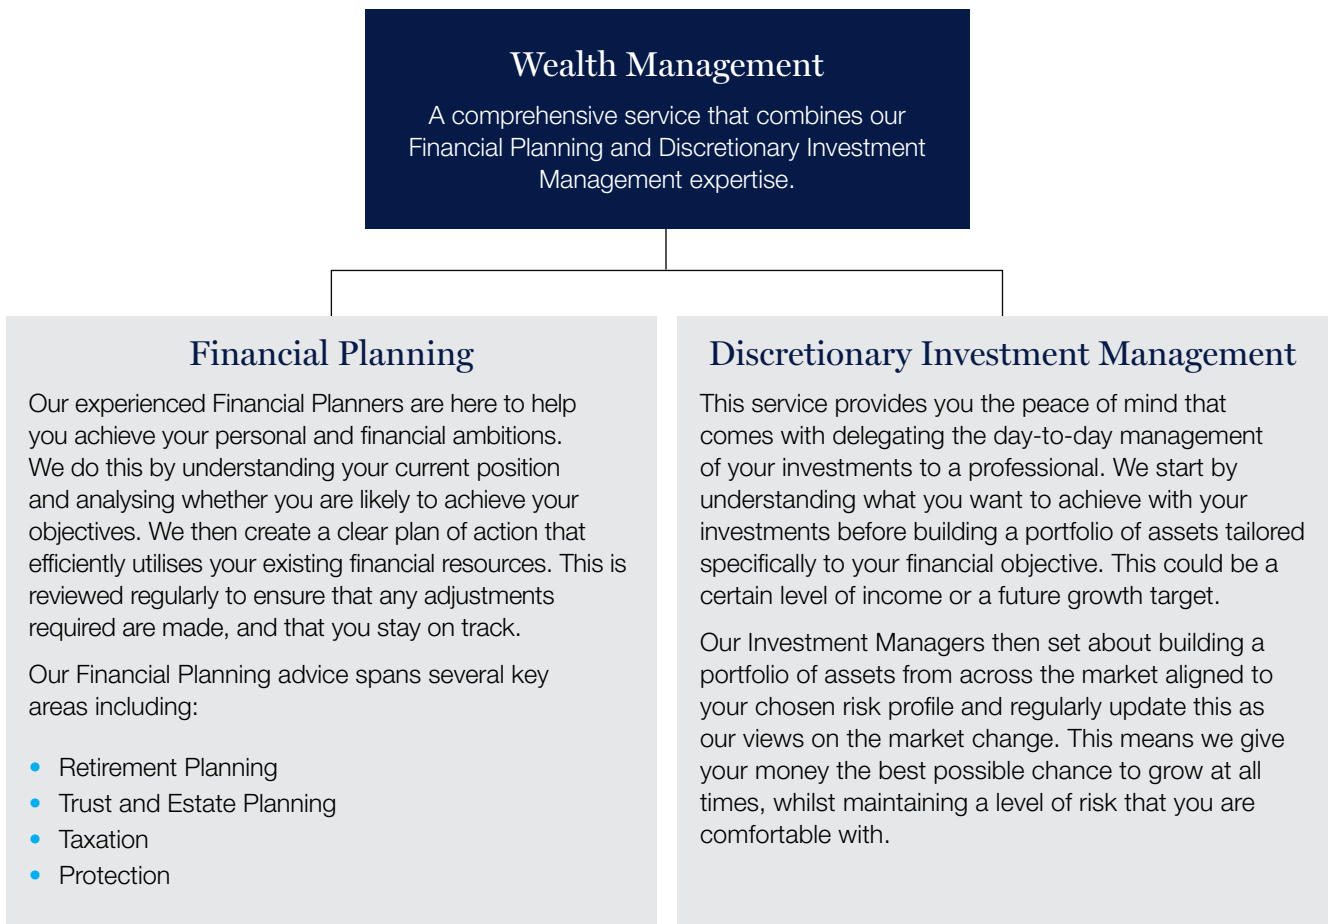 Wealth Management
A comprehensive service that combines our
Financial Planning and Discretionary Investment
Management expertise.
Financial Planning
Our experienced Financial Planners are here to help
you achieve your personal and financial ambitions.
We do this by understanding your current position
and analysing whether you are likely to achieve your
objectives. We then create a clear plan of action that
efficiently utilises your existing financial resources. This is
reviewed regularly to ensure that any adjustments
required are made, and that you stay on track.
Our Financial Planning advice spans several key
areas including:
• Retirement Planning
• Trust and Estate Planning
• Taxation
• Protection
Discretionary Investment Management
This service provides you the peace of mind that
comes with delegating the day-to-day management
of your investments to a professional. We start by
understanding what you want to achieve with your
investments before building a portfolio of assets tailored
specifically to your financial objective. This could be a
certain level of income or a future growth target.
Our Investment Managers then set about building a
portfolio of assets from across the market aligned to
your chosen risk profile and regularly update this as
our views on the market change. This means we give
your money the best possible chance to grow at all
times, whilst maintaining a level of risk that you are
comfortable with.